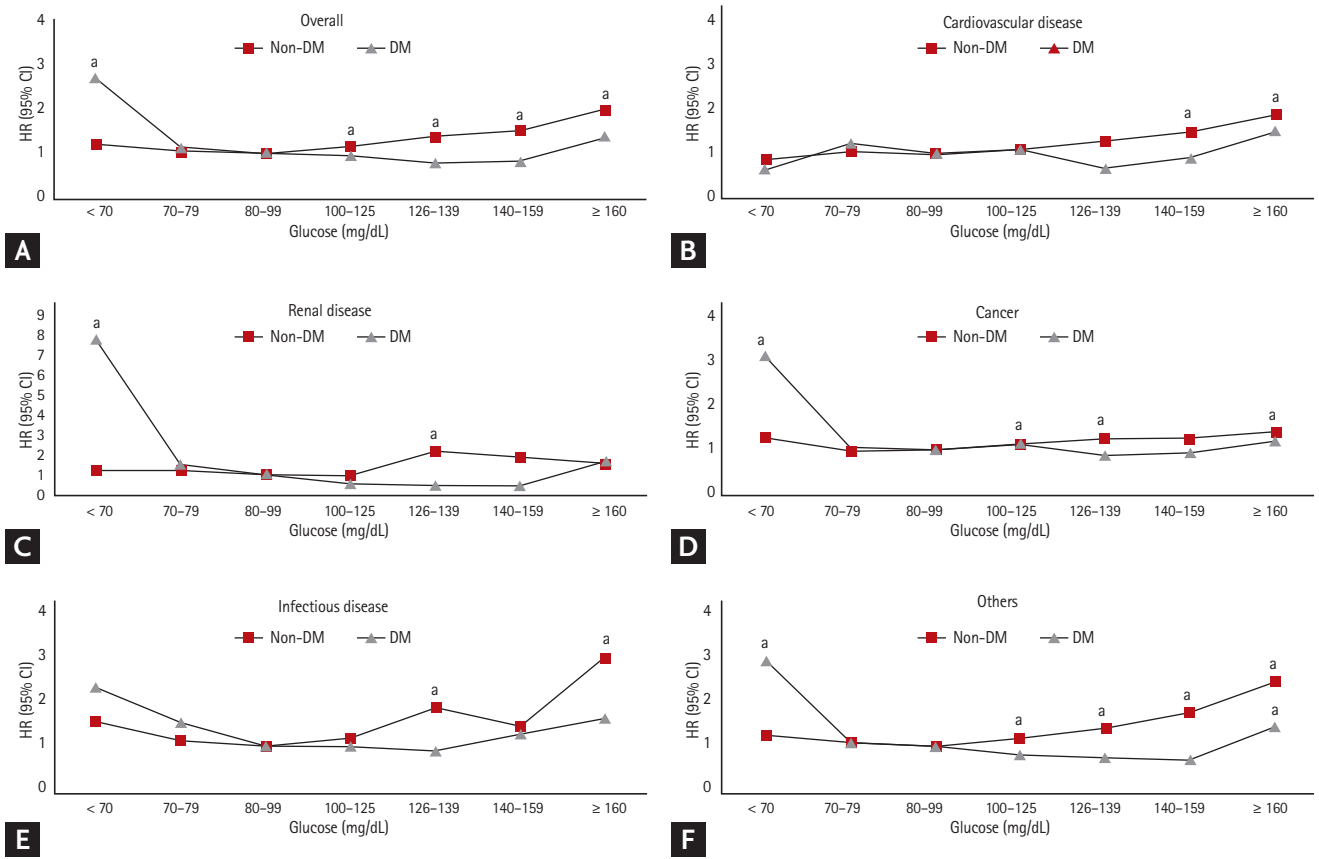 Overall
Non-DM DM
HR (95% CI)
4
3
2
1
0
a
a
a
a
a
< 70 70–79 80–99 100–125 126–139 140–159 ≥ 160
Glucose (mg/dL)
A
Cardiovascular disease
Non-DM DM
HR (95% CI)
4
3
2
1
0
a
a
< 70 70–79 80–99 100–125 126–139 140–159 ≥ 160
Glucose (mg/dL)
B
Renal disease
Non-DM DM
HR (95% CI)
9
8
7
6
5
4
3
2
1
0
a
a
< 70 70–79 80–99 100–125 126–139 140–159 ≥ 160
Glucose (mg/dL)
C
Cancer
Non-DM DM
HR (95% CI)
4
3
2
1
0
a
a
a
a
< 70 70–79 80–99 100–125 126–139 140–159 ≥ 160
Glucose (mg/dL)
D
Infectious disease
Non-DM DM
HR (95% CI)
4
3
2
1
0
a
a
< 70 70–79 80–99 100–125 126–139 140–159 ≥ 160
Glucose (mg/dL)
E
Others
Non-DM DM
HR (95% CI)
4
3
2
1
0
a
a
a
a
a
a
< 70 70–79 80–99 100–125 126–139 140–159 ≥ 160
Glucose (mg/dL)
F